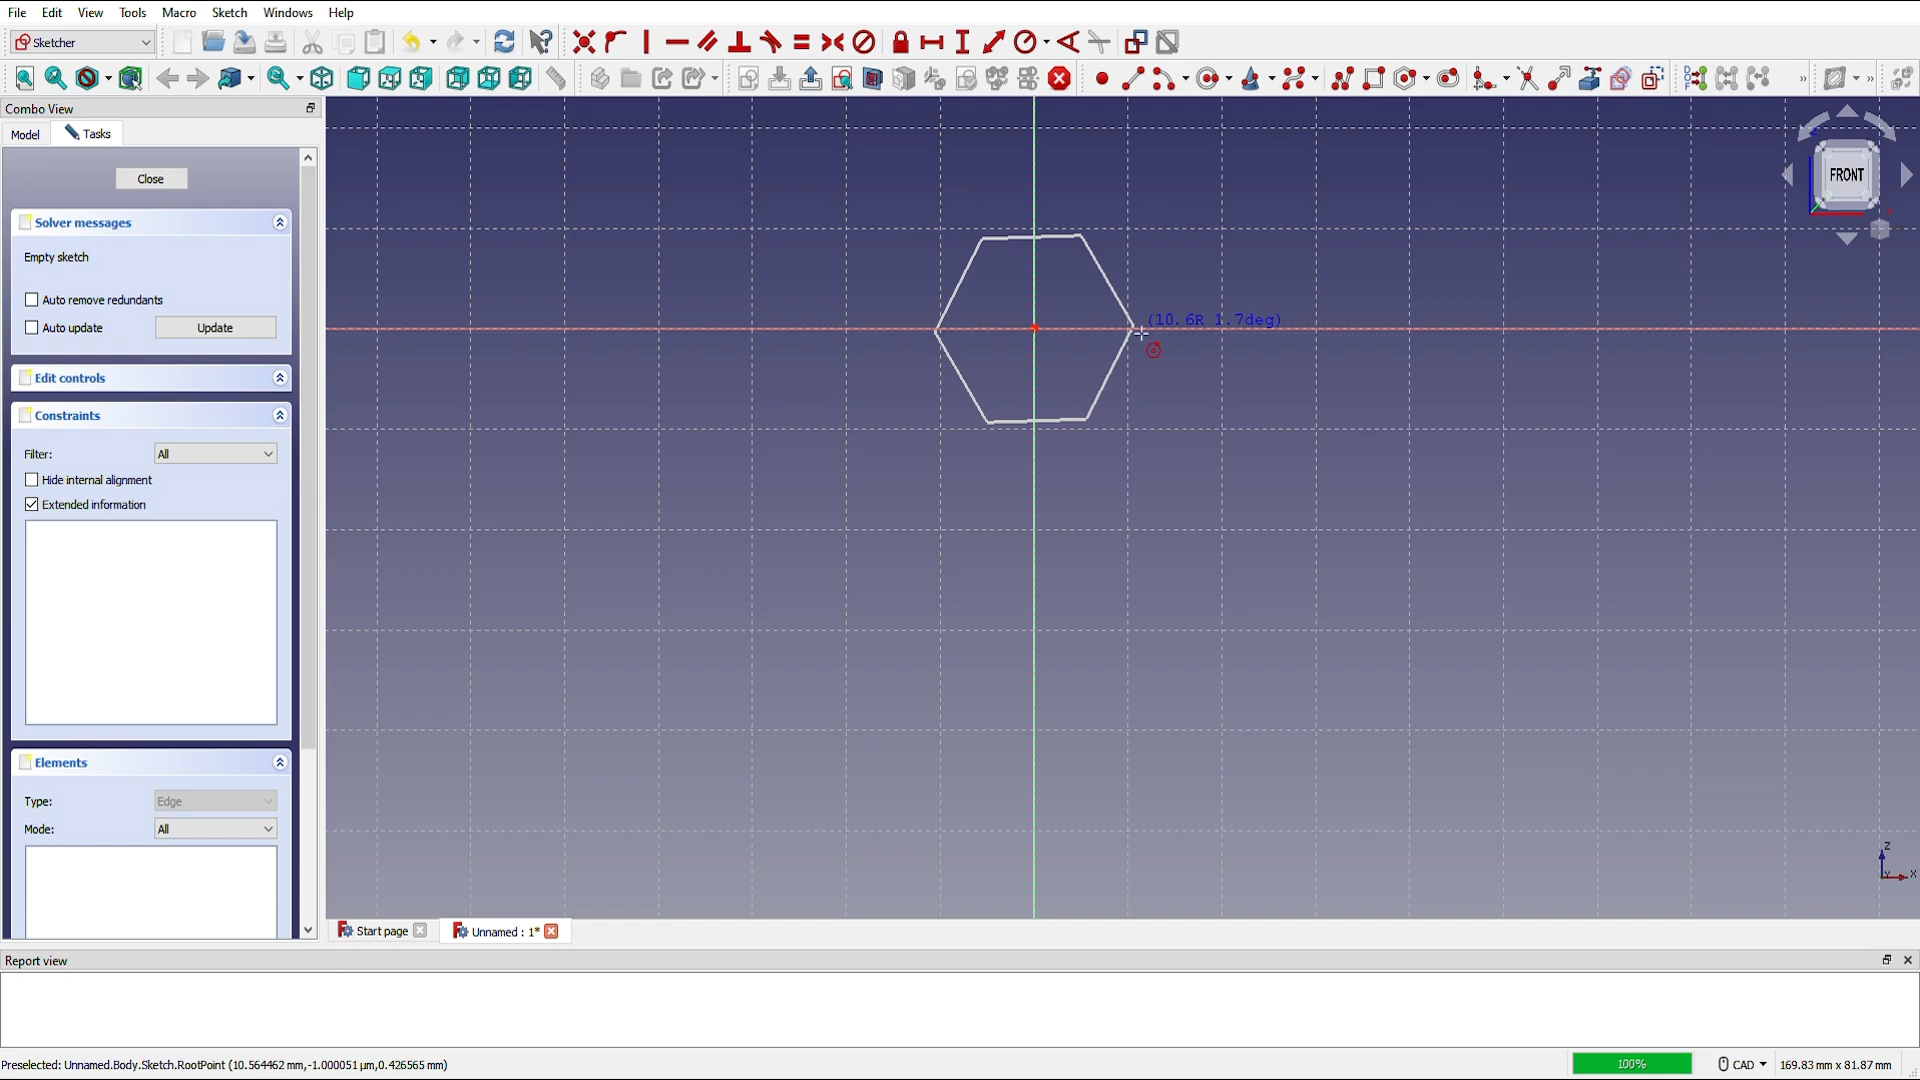 File Edit View Tools Macro Sketch Windows Help
Sketcher
Combo View
Model Tasks
Close
Solver messages
Empty sketch
Auto remove redundants
Auto update Update
Edit controls
Constraints
Filter: All
Hide internal alignment
Extended information
Elements
Type: Edge
Mode: All
(10.6R 1.7deg)
FRONT
Z
X
Start page Unnamed : 1*
Report view
Preselected: Unnamed.Body.Sketch.RootPoint (10.564462 mm,-1.000051 µm,0.426565 mm)
100% CAD 169.83 mm x 81.87 mm